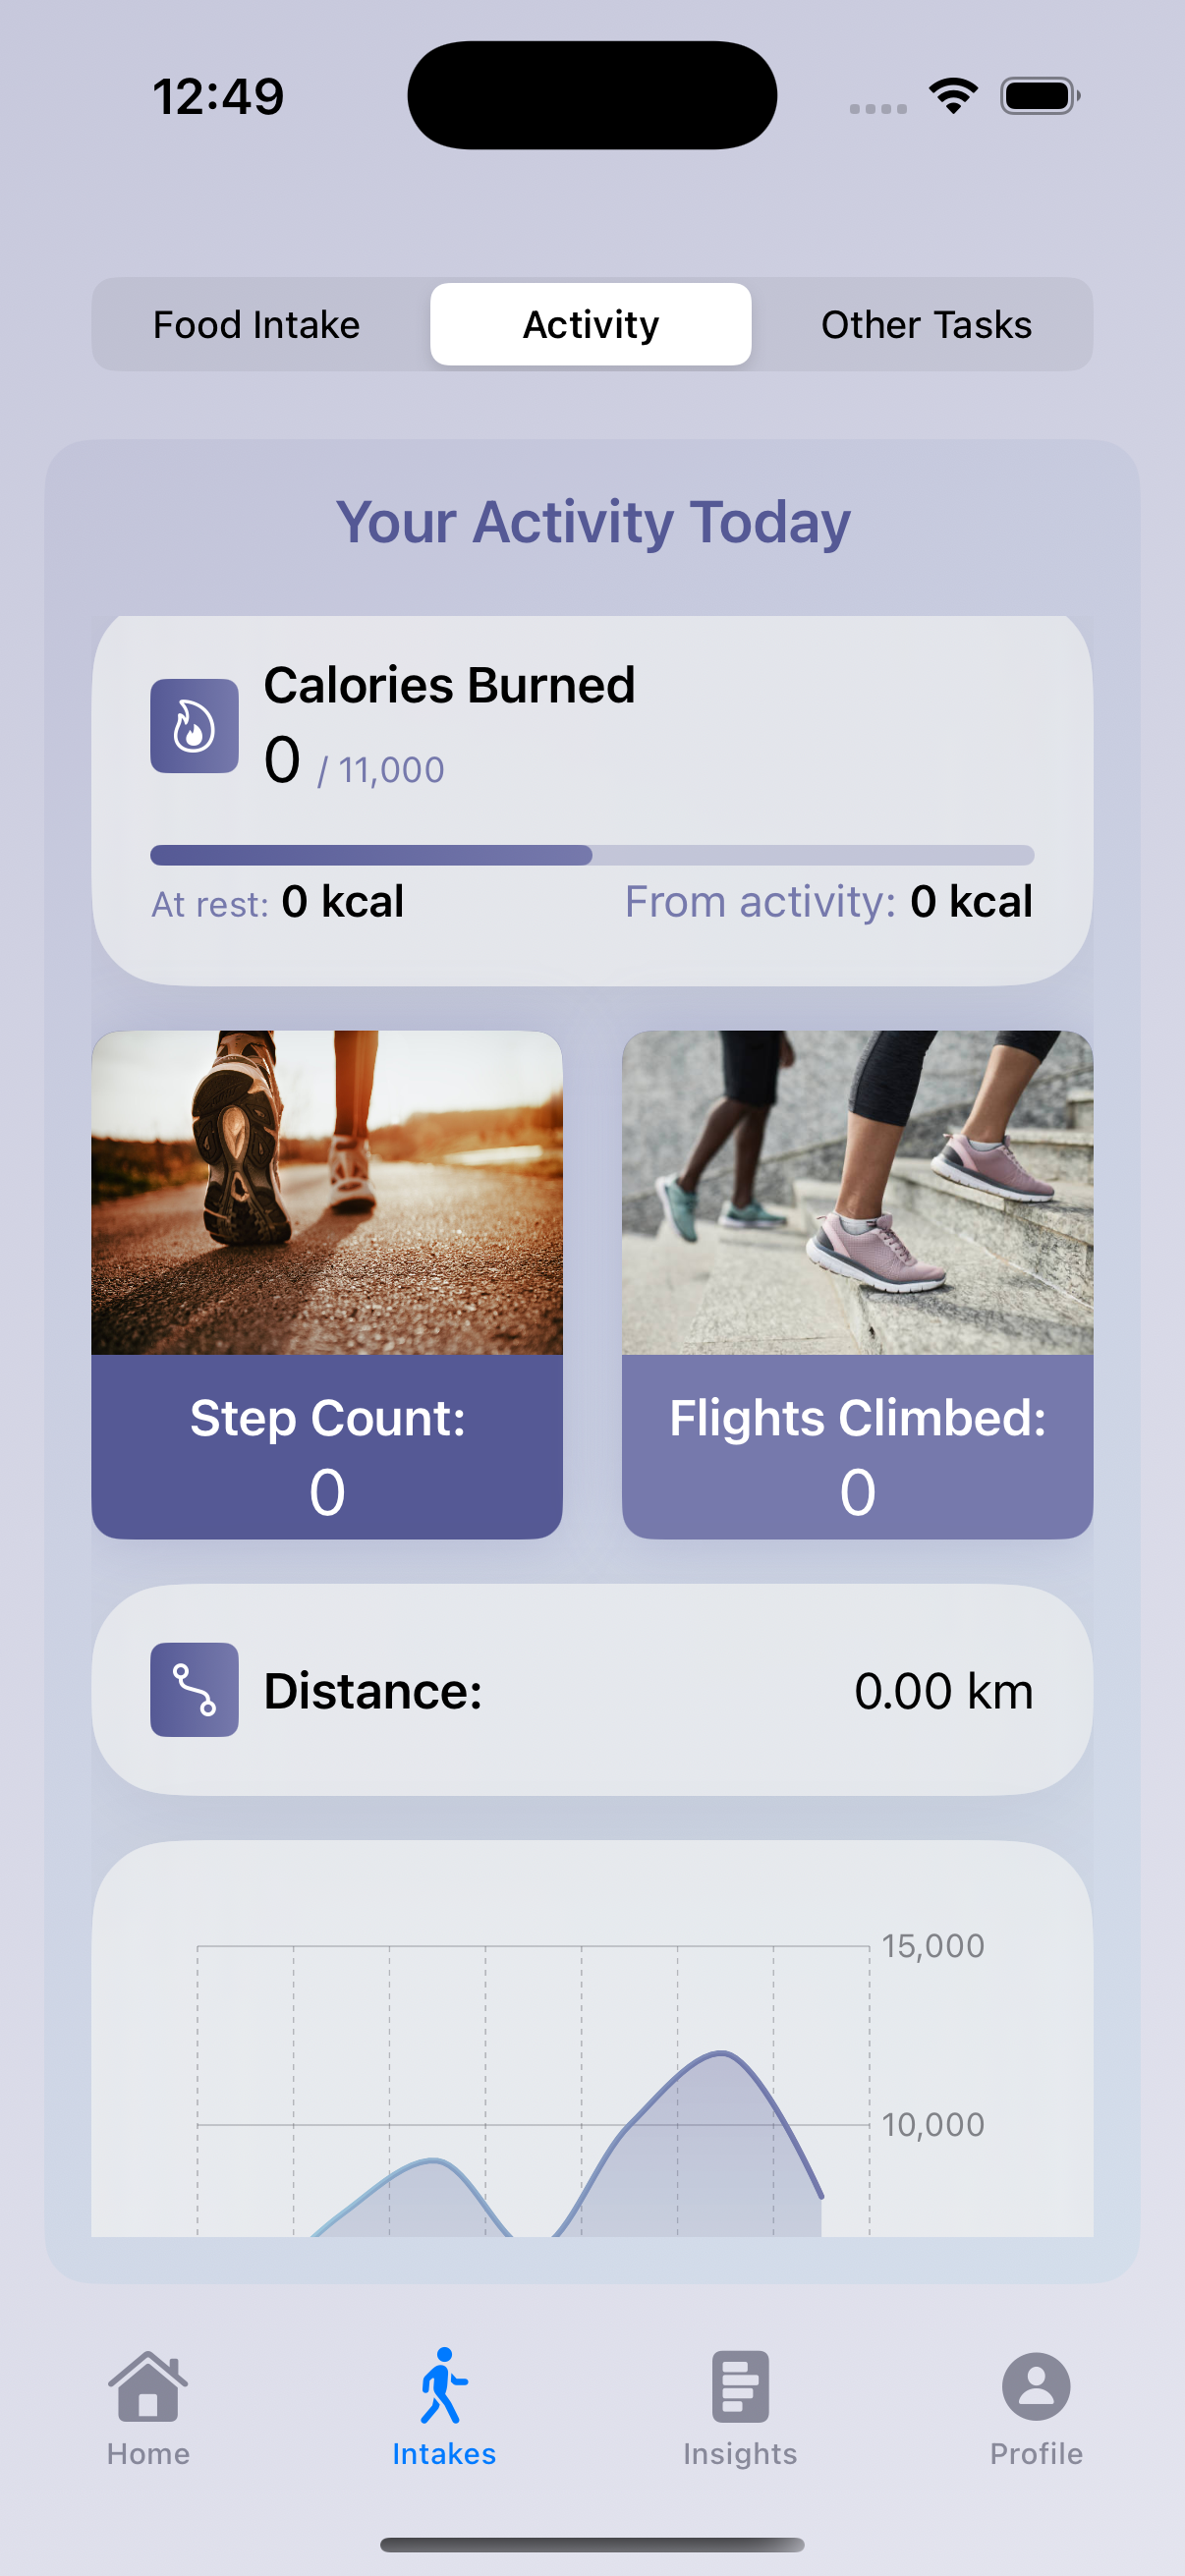 12:49
Food Intake
Activity
Other Tasks
Your Activity Today
Calories Burned
0 / 11,000
At rest: 0 kcal
From activity: 0 kcal
Step Count:
0
Flights Climbed:
0
Distance:
0.00 km
15,000
10,000
Home
Intakes
Insights
Profile